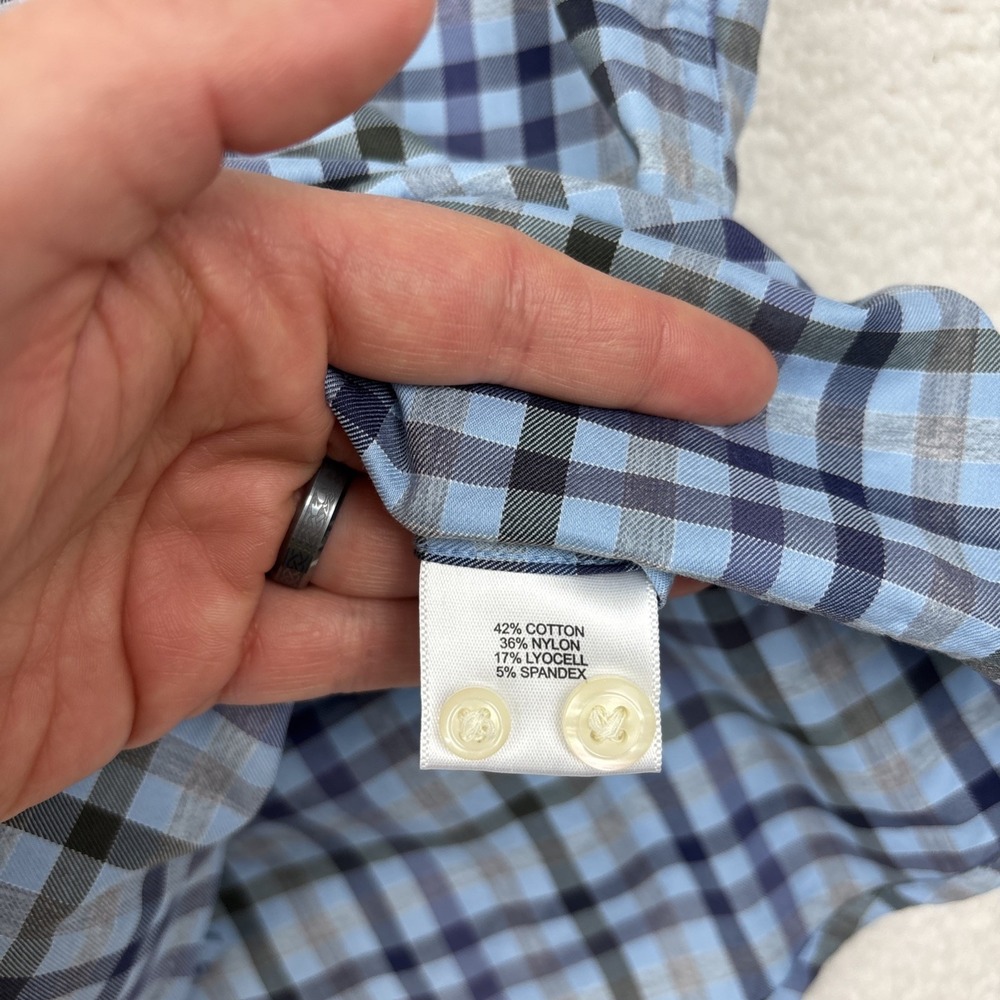 42% COTTON
36% NYLON
17% LYOCELL
5% SPANDEX